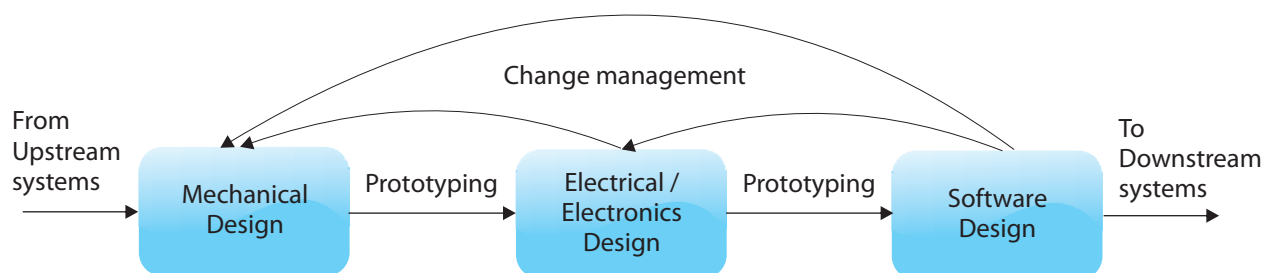 Change management
From
Upstream
systems
Mechanical
Design
Prototyping
Electrical /
Electronics
Design
Prototyping
Software
Design
To
Downstream
systems